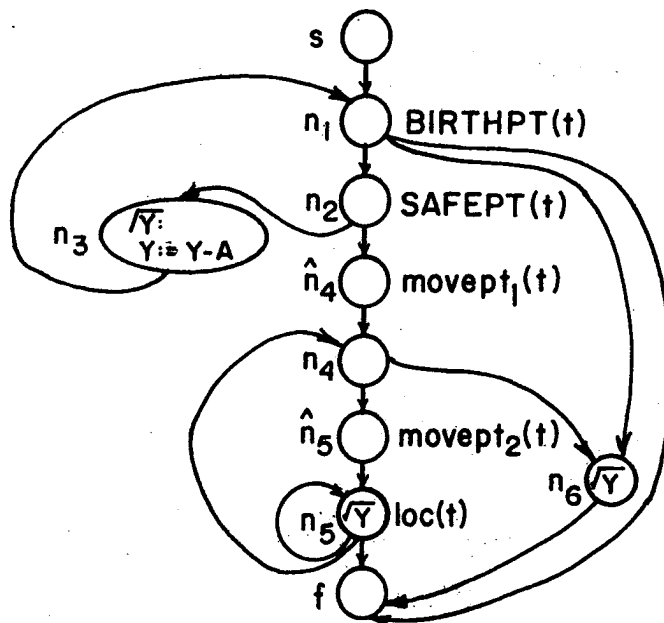 s
n₁ BIRTHPT(t)
n₂ SAFEPT(t)
n₃ √Y:
Y:= Y-A
n̂₄ movept₁(t)
n₄
n̂₅ movept₂(t)
n₆ √Y
n₅ √Y loc(t)
f